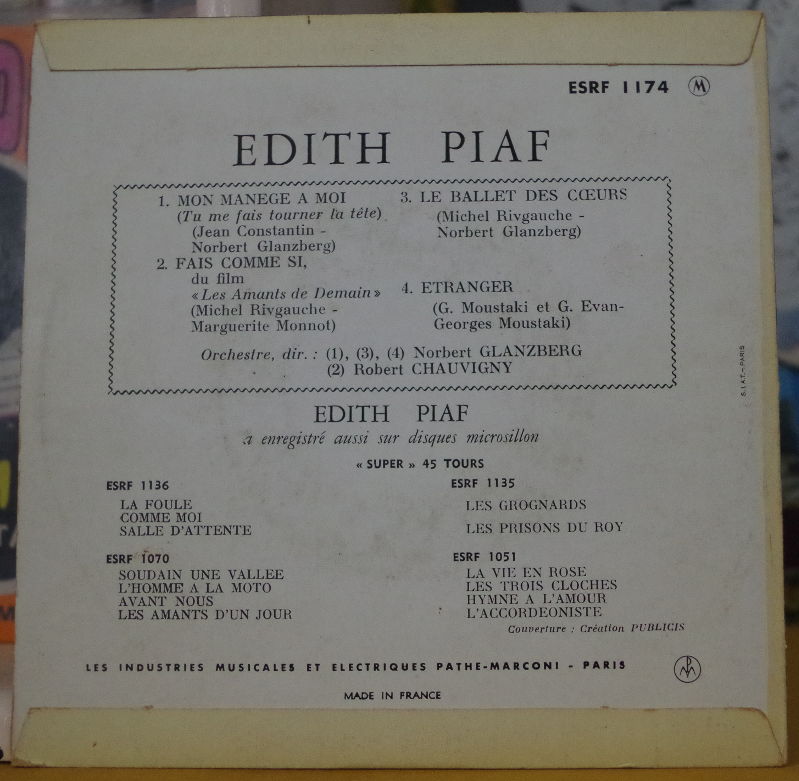 ESRF 1174 M
EDITH PIAF
1. MON MANEGE A MOI
(Tu me fais tourner la tête)
(Jean Constantin -
Norbert Glanzberg)
2. FAIS COMME SI,
du film
« Les Amants de Demain »
(Michel Rivgauche -
Marguerite Monnot)
3. LE BALLET DES CŒURS
(Michel Rivgauche -
Norbert Glanzberg)
4. ETRANGER
(G. Moustaki et G. Evan-
Georges Moustaki)
Orchestre, dir. : (1), (3), (4) Norbert GLANZBERG
(2) Robert CHAUVIGNY
S.I.A.T. - PARIS
EDITH PIAF
a enregistré aussi sur disques microsillon
« SUPER » 45 TOURS
ESRF 1136
LA FOULE
COMME MOI
SALLE D'ATTENTE
ESRF 1135
LES GROGNARDS
LES PRISONS DU ROY
ESRF 1070
SOUDAIN UNE VALLEE
L'HOMME A LA MOTO
AVANT NOUS
LES AMANTS D'UN JOUR
ESRF 1051
LA VIE EN ROSE
LES TROIS CLOCHES
HYMNE A L'AMOUR
L'ACCORDEONISTE
Couverture : Création PUBLICIS
LES INDUSTRIES MUSICALES ET ELECTRIQUES PATHE-MARCONI - PARIS
MADE IN FRANCE